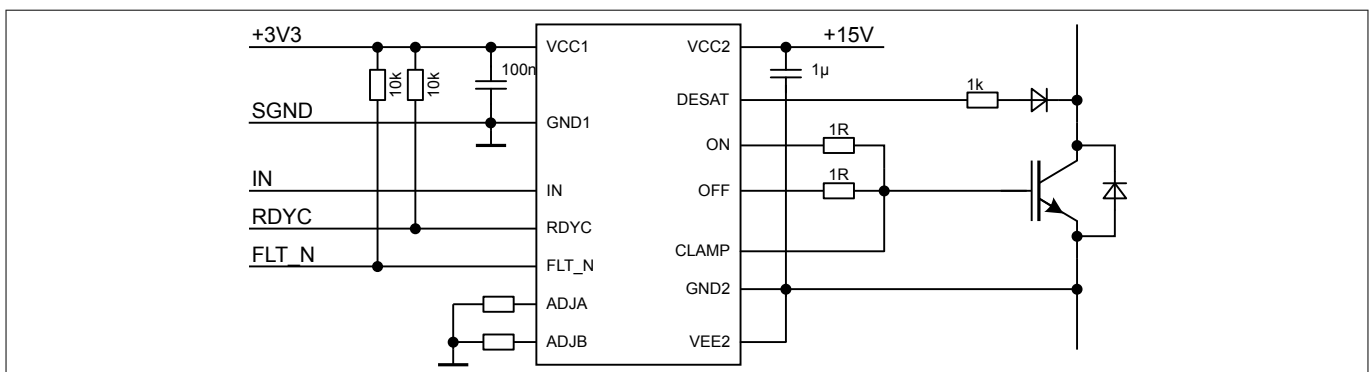 +3V3
VCC1
VCC2
+15V
10k
10k
100n
1µ
DESAT
1k
SGND
GND1
ON
1R
IN
IN
OFF
1R
RDYC
RDYC
CLAMP
FLT_N
FLT_N
GND2
ADJA
ADJB
VEE2